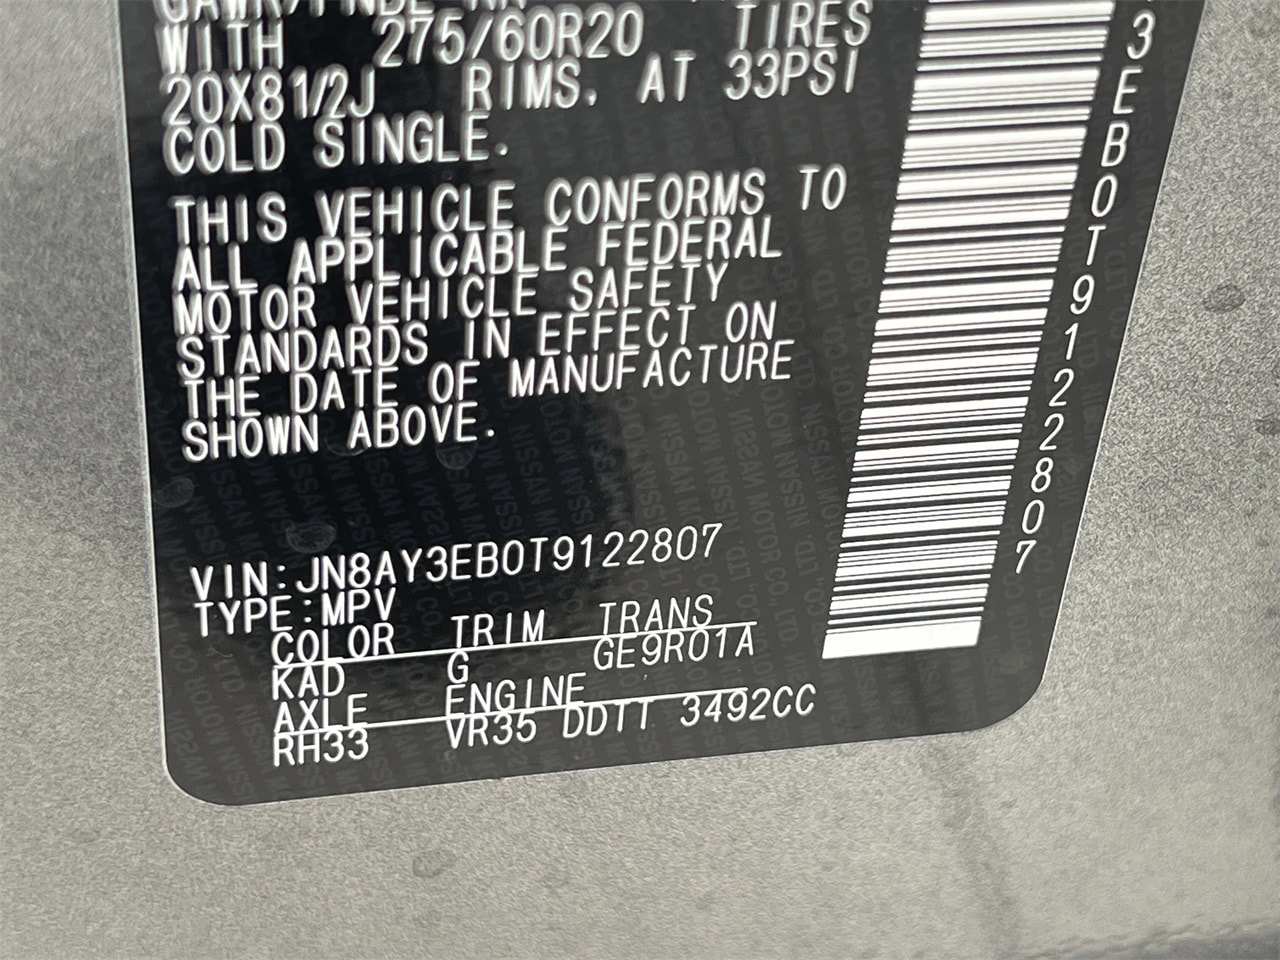 WITH 275/60R20 TIRES
20X81/2J RIMS. AT 33PSI
COLD SINGLE.
THIS VEHICLE CONFORMS TO
ALL APPLICABLE FEDERAL
MOTOR VEHICLE SAFETY
STANDARDS IN EFFECT ON
THE DATE OF MANUFACTURE
SHOWN ABOVE.
VIN:JN8AY3EB0T9122807
TYPE:MPV
COLOR TRIM TRANS
KAD G GE9R01A
AXLE ENGINE
RH33 VR35 DDTT 3492CC
3EB0T9122807